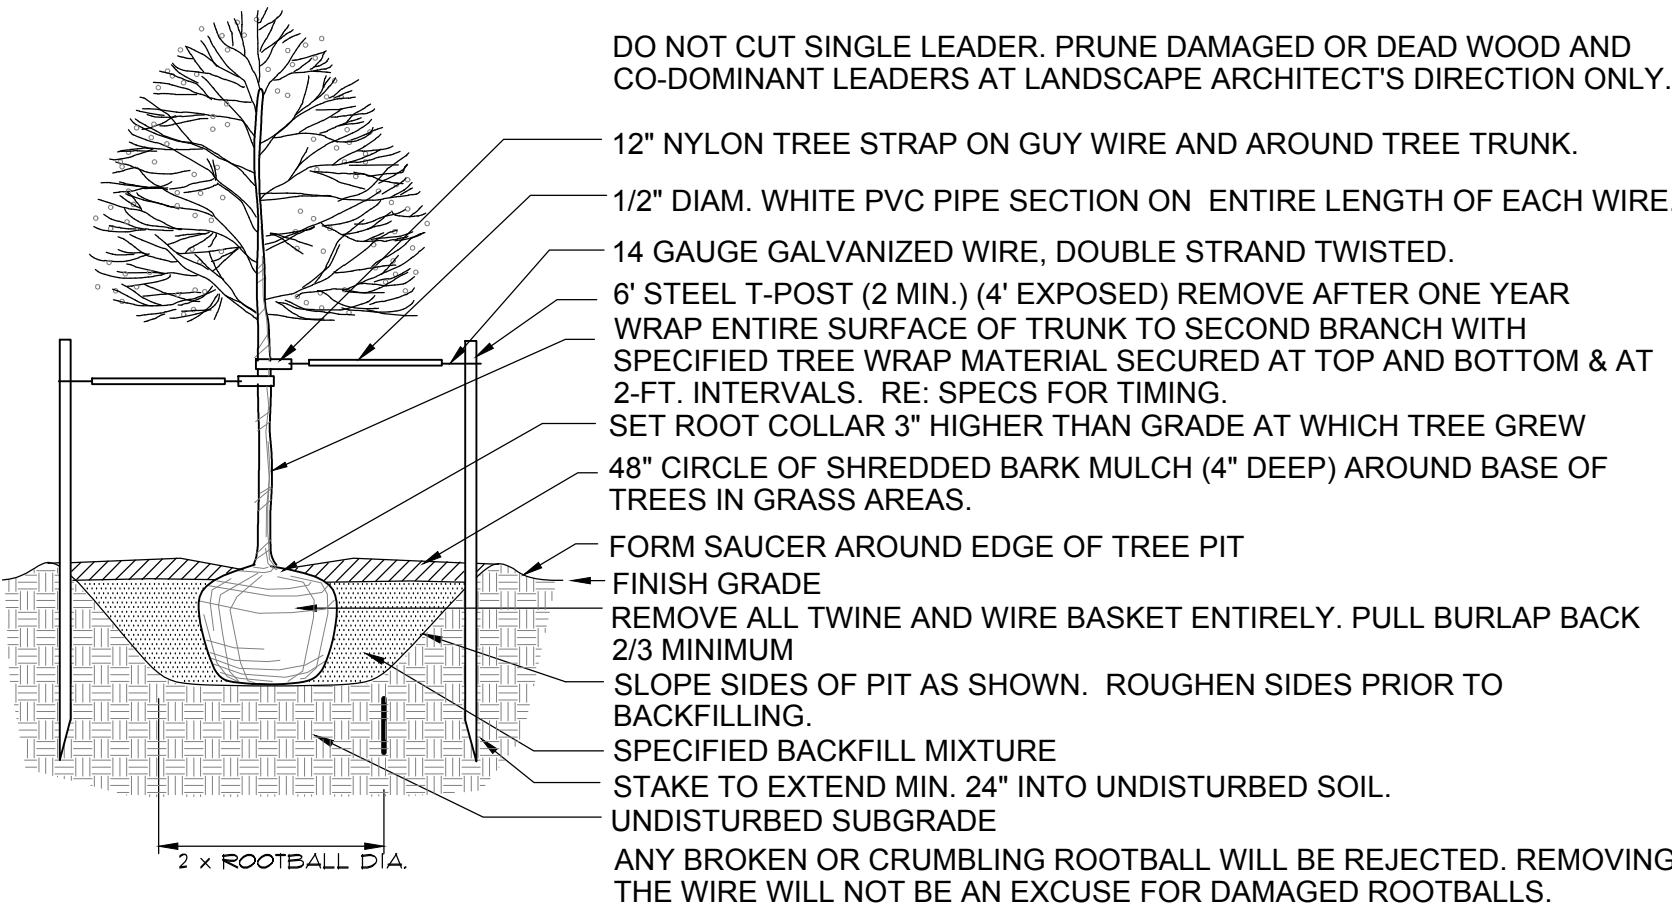 DO NOT CUT SINGLE LEADER. PRUNE DAMAGED OR DEAD WOOD AND
CO-DOMINANT LEADERS AT LANDSCAPE ARCHITECT'S DIRECTION ONLY.
12" NYLON TREE STRAP ON GUY WIRE AND AROUND TREE TRUNK.
1/2" DIAM. WHITE PVC PIPE SECTION ON ENTIRE LENGTH OF EACH WIRE.
14 GAUGE GALVANIZED WIRE, DOUBLE STRAND TWISTED.
6' STEEL T-POST (2 MIN.) (4' EXPOSED) REMOVE AFTER ONE YEAR
WRAP ENTIRE SURFACE OF TRUNK TO SECOND BRANCH WITH
SPECIFIED TREE WRAP MATERIAL SECURED AT TOP AND BOTTOM & AT
2-FT. INTERVALS. RE: SPECS FOR TIMING.
SET ROOT COLLAR 3" HIGHER THAN GRADE AT WHICH TREE GREW
48" CIRCLE OF SHREDDED BARK MULCH (4" DEEP) AROUND BASE OF
TREES IN GRASS AREAS.
FORM SAUCER AROUND EDGE OF TREE PIT
FINISH GRADE
REMOVE ALL TWINE AND WIRE BASKET ENTIRELY. PULL BURLAP BACK
2/3 MINIMUM
SLOPE SIDES OF PIT AS SHOWN. ROUGHEN SIDES PRIOR TO
BACKFILLING.
SPECIFIED BACKFILL MIXTURE
STAKE TO EXTEND MIN. 24" INTO UNDISTURBED SOIL.
UNDISTURBED SUBGRADE
2 x ROOTBALL DIA.
ANY BROKEN OR CRUMBLING ROOTBALL WILL BE REJECTED. REMOVING
THE WIRE WILL NOT BE AN EXCUSE FOR DAMAGED ROOTBALLS.